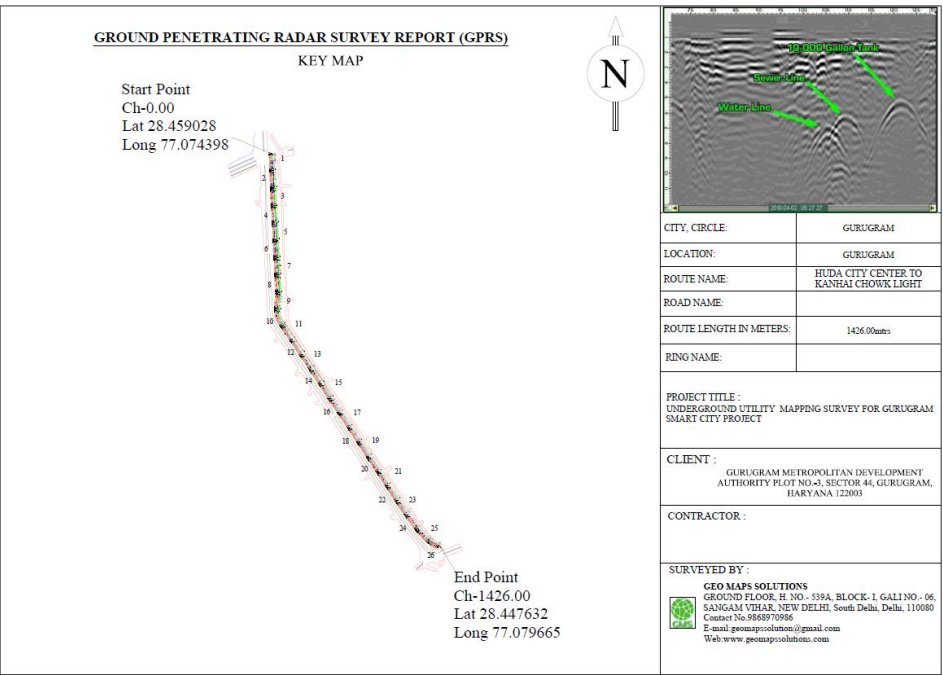 GROUND PENETRATING RADAR SURVEY REPORT (GPRS)
KEY MAP
Start Point
Ch-0.00
Lat 28.459028
Long 77.074398
N
1
2
3
4
5
6
7
8
9
10
11
12
13
14
15
16
17
18
19
20
21
22
23
24
25
26
End Point
Ch-1426.00
Lat 28.447632
Long 77.079665
10-000 Gallon Tank
Sewer Line
Water Line
CITY, CIRCLE: GURUGRAM
LOCATION: GURUGRAM
ROUTE NAME: HUDA CITY CENTER TO
KANHAI CHOWK LIGHT
ROAD NAME:
ROUTE LENGTH IN METERS: 1426.00mtrs
RING NAME:
PROJECT TITLE :
UNDERGROUND UTILITY MAPPING SURVEY FOR GURUGRAM
SMART CITY PROJECT
CLIENT :
GURUGRAM METROPOLITAN DEVELOPMENT
AUTHORITY PLOT NO.-3, SECTOR 44, GURUGRAM,
HARYANA 122003
CONTRACTOR :
SURVEYED BY :
GEO MAPS SOLUTIONS
GROUND FLOOR, H. NO.- 539A, BLOCK- I, GALI NO.- 06,
SANGAM VIHAR, NEW DELHI, South Delhi, Delhi, 110080
Contact No.9868970986
E-mail:geomapssolution@gmail.com
Web:www.geomapssolutions.com
GMS